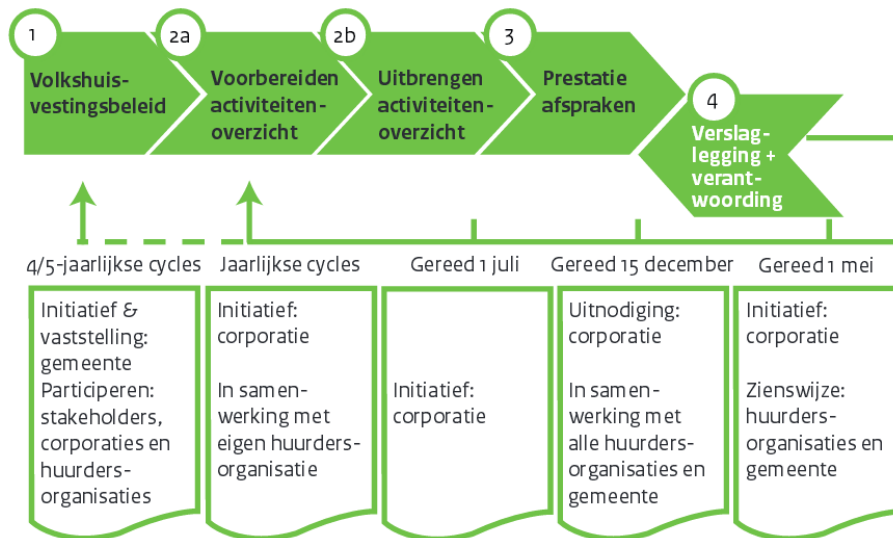 1
Volkshuis-
vestingsbeleid
2a
Voorbereiden
activiteiten-
overzicht
2b
Uitbrengen
activiteiten-
overzicht
3
Prestatie
afspraken
4
Verslag-
legging +
verant-
woording
4/5-jaarlijkse cycles
Jaarlijkse cycles
Gereed 1 juli
Gereed 15 december
Gereed 1 mei
Initiatief &
vaststelling:
gemeente
Participeren:
stakeholders,
corporaties en
huurders-
organisaties
Initiatief:
corporatie
In samen-
werking met
eigen huurders-
organisatie
Initiatief:
corporatie
Uitnodiging:
corporatie
In samen-
werking met
alle huurders-
organisaties en
gemeente
Initiatief:
corporatie
Zienswijze:
huurders-
organisaties en
gemeente